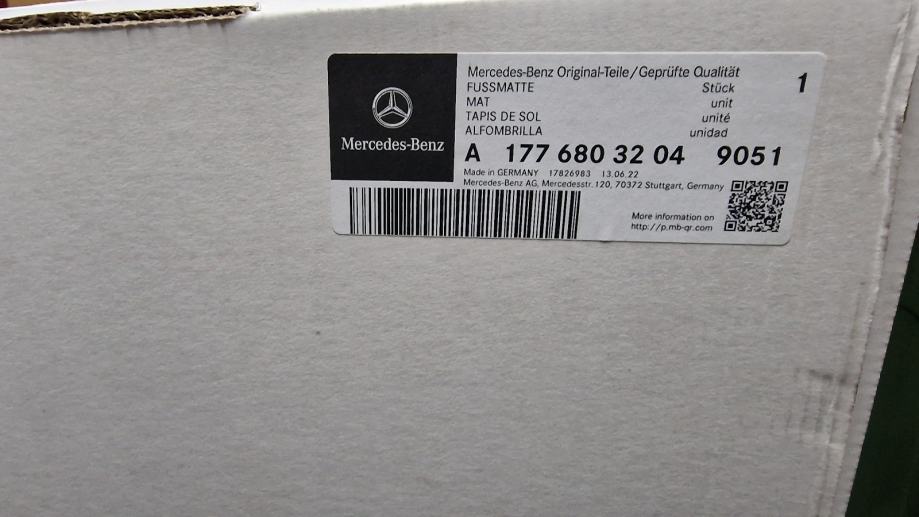 Mercedes-Benz
Mercedes-Benz Original-Teile/Geprüfte Qualität 1
FUSSMATTE Stück
MAT unit
TAPIS DE SOL unité
ALFOMBRILLA unidad
A 177 680 32 04 9051
Made in GERMANY 17826983 13.06.22
Mercedes-Benz AG, Mercedesstr. 120, 70372 Stuttgart, Germany
More information on
http://p.mb-qr.com